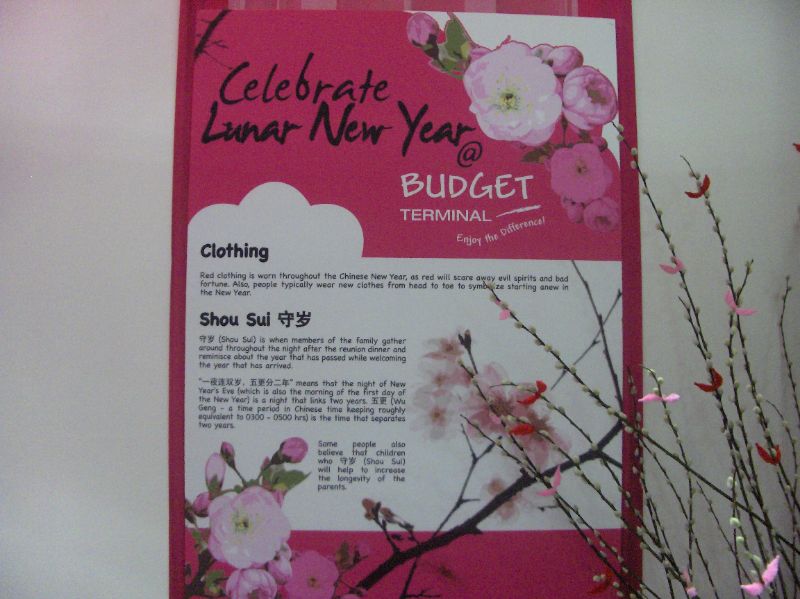 Celebrate
Lunar New Year
@
BUDGET
TERMINAL
Enjoy the Difference!
Clothing
Red clothing is worn throughout the Chinese New Year, as red will scare away evil spirits and bad
fortune. Also, people typically wear new clothes from head to toe to symbolize starting anew in
the New Year.
Shou Sui 守岁
守岁 (Shou Sui) is when members of the family gather
around throughout the night after the reunion dinner and
reminisce about the year that has passed while welcoming
the year that has arrived.
"一夜连双岁，五更分二年" means that the night of New
Year's Eve (which is also the morning of the first day of
the New Year) is a night that links two years. 五更 (Wu
Geng - a time period in Chinese time keeping roughly
equivalent to 0300 - 0500 hrs) is the time that separates
two years.
Some people also
believe that children
who 守岁 (Shou Sui)
will help to increase
the longevity of the
parents.